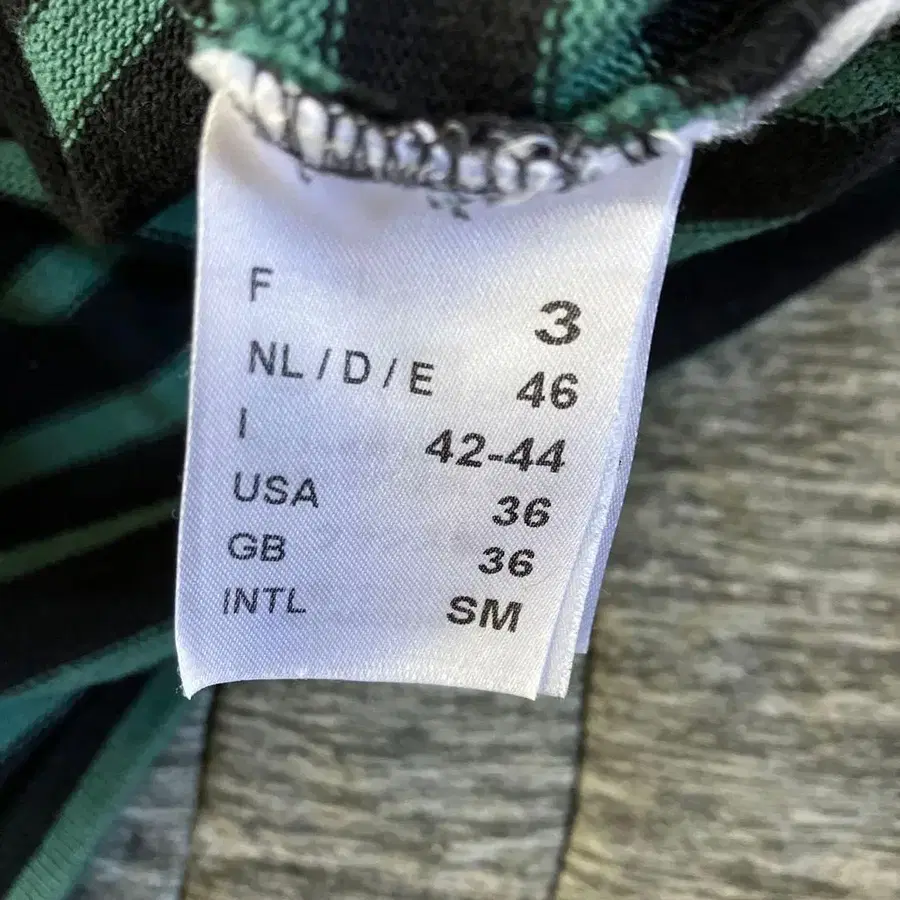 F 3
NL / D / E 46
I 42-44
USA 36
GB 36
INTL SM